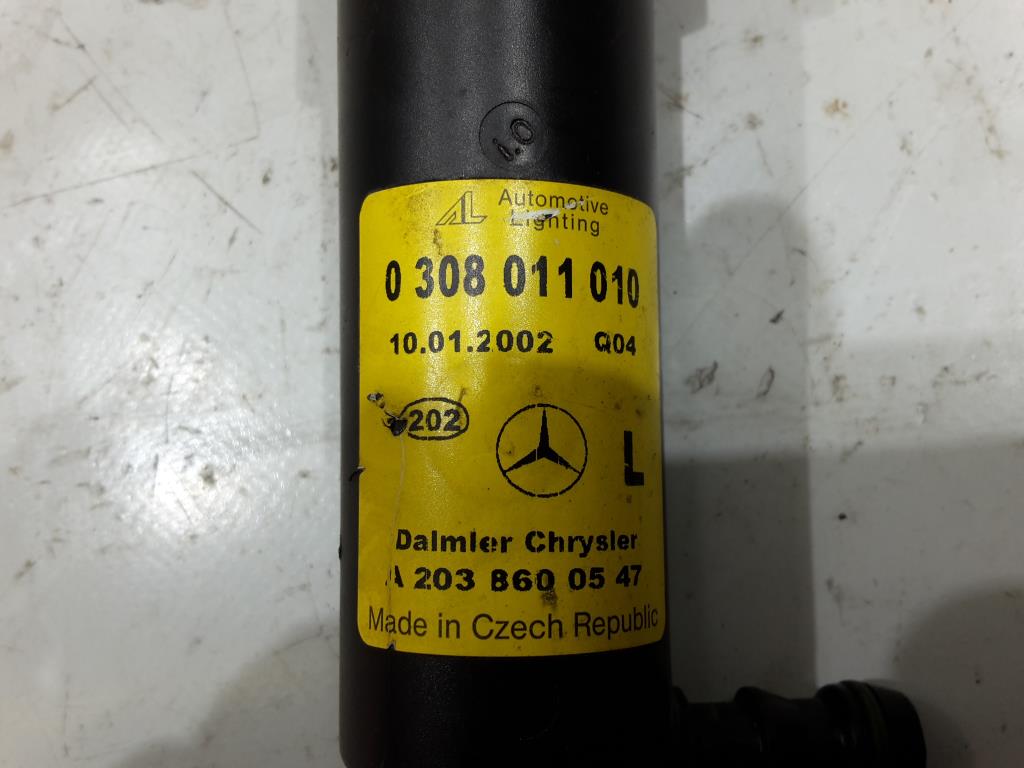 1.0
AL Automotive
Lighting
0 308 011 010
10.01.2002 Q04
202
L
Daimler Chrysler
A 203 860 05 47
Made in Czech Republic